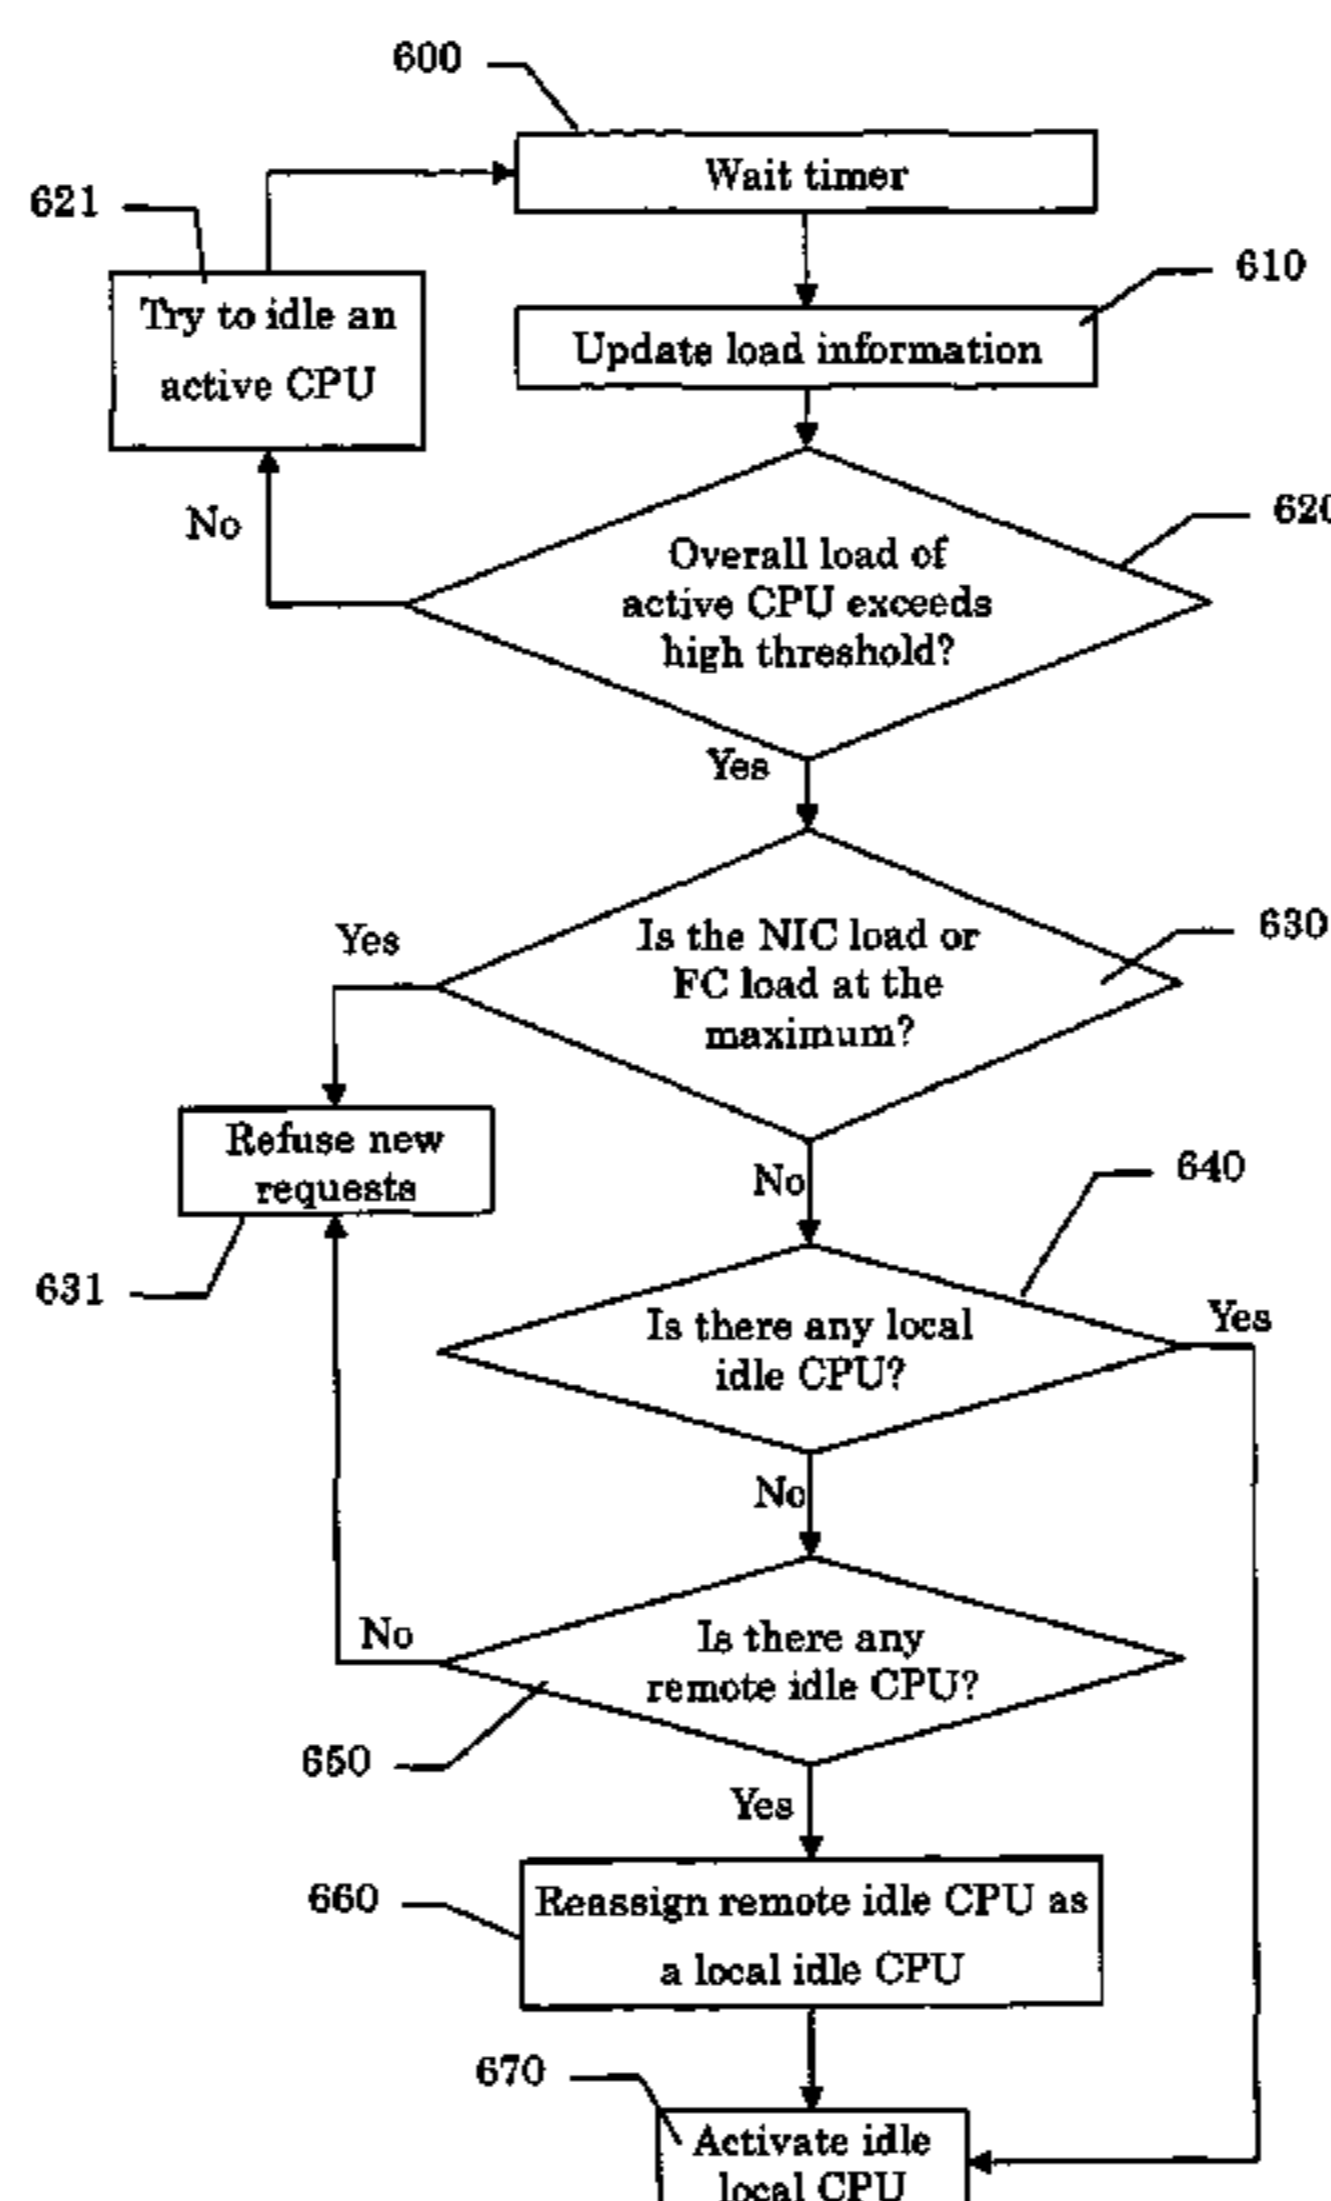 600
Wait timer
621
610
Try to idle an
active CPU
Update load information
No
620
Overall load of
active CPU exceeds
high threshold?
Yes
Yes
630
Is the NIC load or
FC load at the
maximum?
Refuse new
requests
No
640
631
Yes
Is there any local
idle CPU?
No
No
Is there any
remote idle CPU?
650
Yes
660
Reassign remote idle CPU as
a local idle CPU
670
Activate idle
local CPU